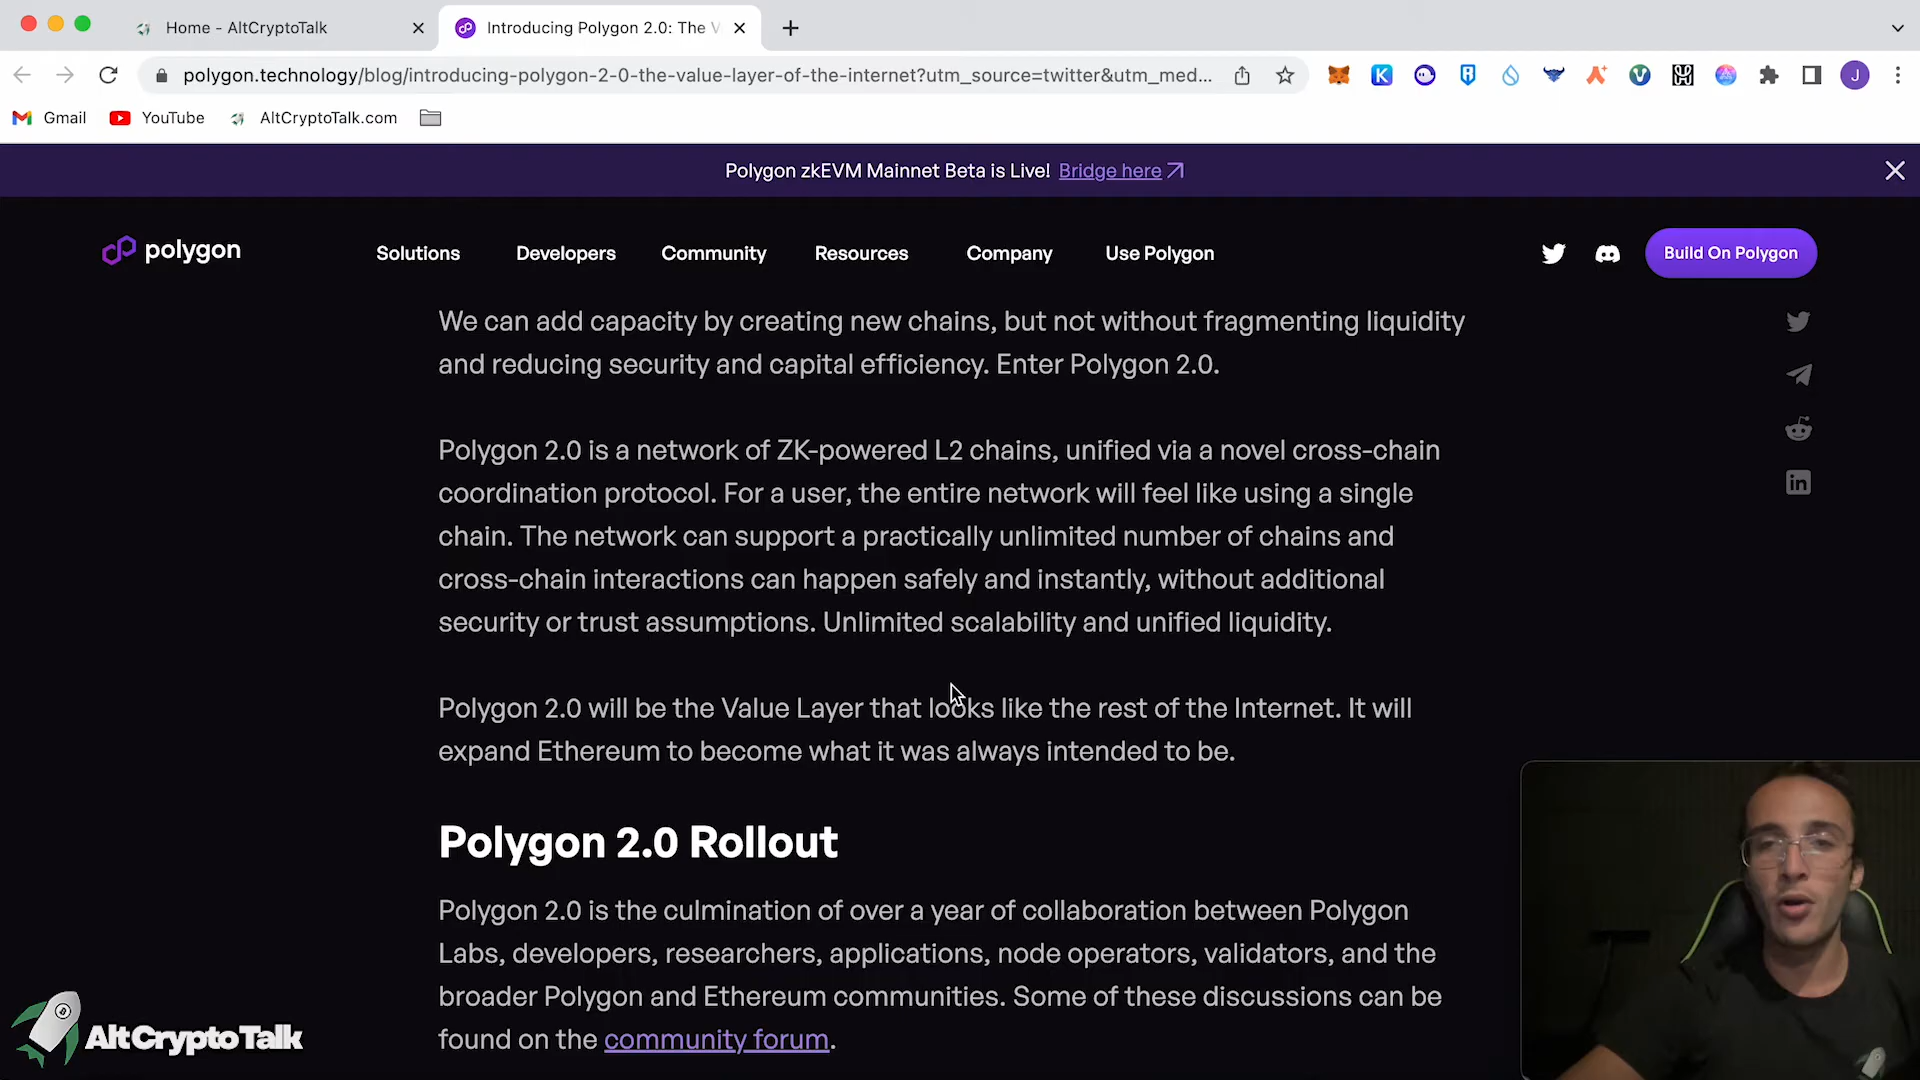 Home - AltCryptoTalk
Introducing Polygon 2.0: The V
polygon.technology/blog/introducing-polygon-2-0-the-value-layer-of-the-internet?utm_source=twitter&utm_med...
J
Gmail
YouTube
AltCryptoTalk.com
Polygon zkEVM Mainnet Beta is Live! Bridge here
polygon
Solutions
Developers
Community
Resources
Company
Use Polygon
Build On Polygon
We can add capacity by creating new chains, but not without fragmenting liquidity
and reducing security and capital efficiency. Enter Polygon 2.0.
Polygon 2.0 is a network of ZK-powered L2 chains, unified via a novel cross-chain
coordination protocol. For a user, the entire network will feel like using a single
chain. The network can support a practically unlimited number of chains and
cross-chain interactions can happen safely and instantly, without additional
security or trust assumptions. Unlimited scalability and unified liquidity.
Polygon 2.0 will be the Value Layer that looks like the rest of the Internet. It will
expand Ethereum to become what it was always intended to be.
Polygon 2.0 Rollout
Polygon 2.0 is the culmination of over a year of collaboration between Polygon
Labs, developers, researchers, applications, node operators, validators, and the
broader Polygon and Ethereum communities. Some of these discussions can be
found on the community forum.
AltCryptoTalk